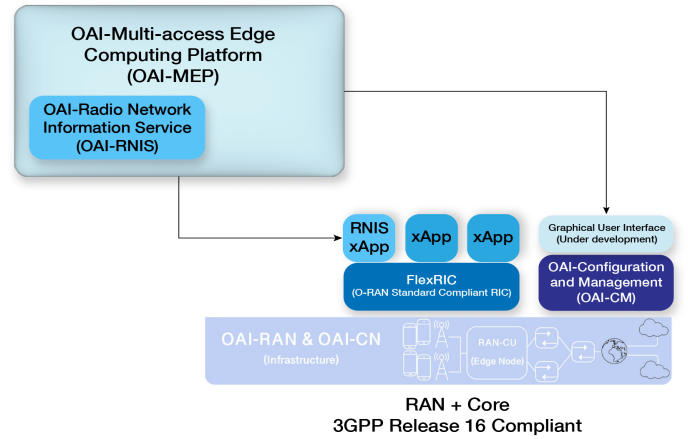 OAI-Multi-access Edge
Computing Platform
(OAI-MEP)
OAI-Radio Network
Information Service
(OAI-RNIS)
RNIS
xApp
xApp
xApp
Graphical User Interface
(Under development)
FlexRIC
(O-RAN Standard Compliant RIC)
OAI-Configuration
and Management
(OAI-CM)
OAI-RAN & OAI-CN
(Infrastructure)
RAN-CU
(Edge Node)
RAN + Core
3GPP Release 16 Compliant